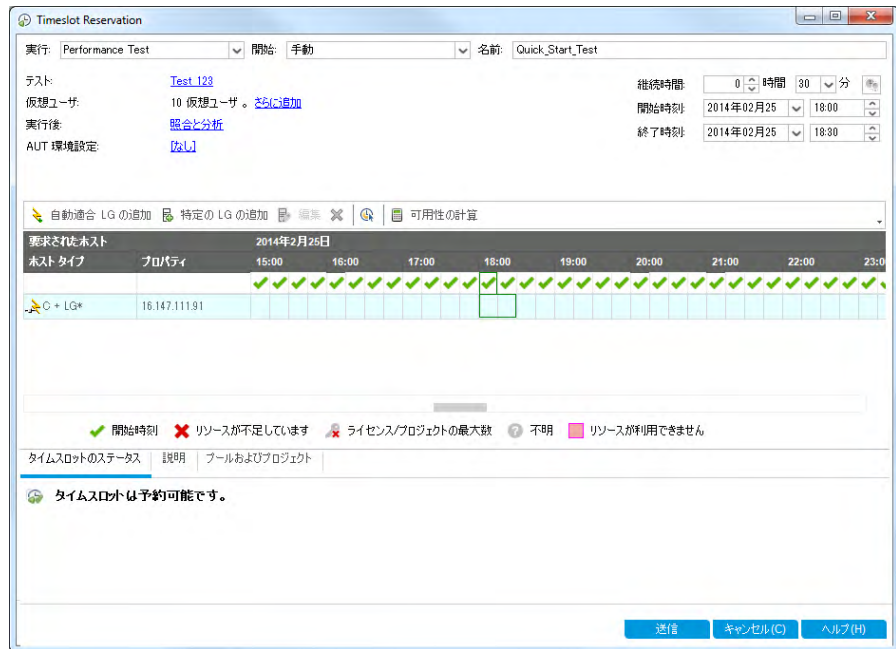 Timeslot Reservation
実行: Performance Test 開始: 手動 名前: Quick_Start_Test
テスト: Test 123 継続時間: 0 時間 30 分
仮想ユーザ: 10 仮想ユーザ 。 さらに追加 開始時刻: 2014年02月25 18:00
実行後: 照合と分析 終了時刻: 2014年02月25 18:30
AUT 環境設定: [なし]
自動適合 LG の追加 特定の LG の追加 編集 可用性の計算
要求されたホスト 2014年2月25日
ホスト タイプ プロパティ 15:00 16:00 17:00 18:00 19:00 20:00 21:00 22:00 23:0
C + LG* 16.147.111.91
開始時刻 リソースが不足しています ライセンス/プロジェクトの最大数 不明 リソースが利用できません
タイムスロットのステータス 説明 プールおよびプロジェクト
タイムスロットは予約可能です。
送信 キャンセル(C) ヘルプ(H)